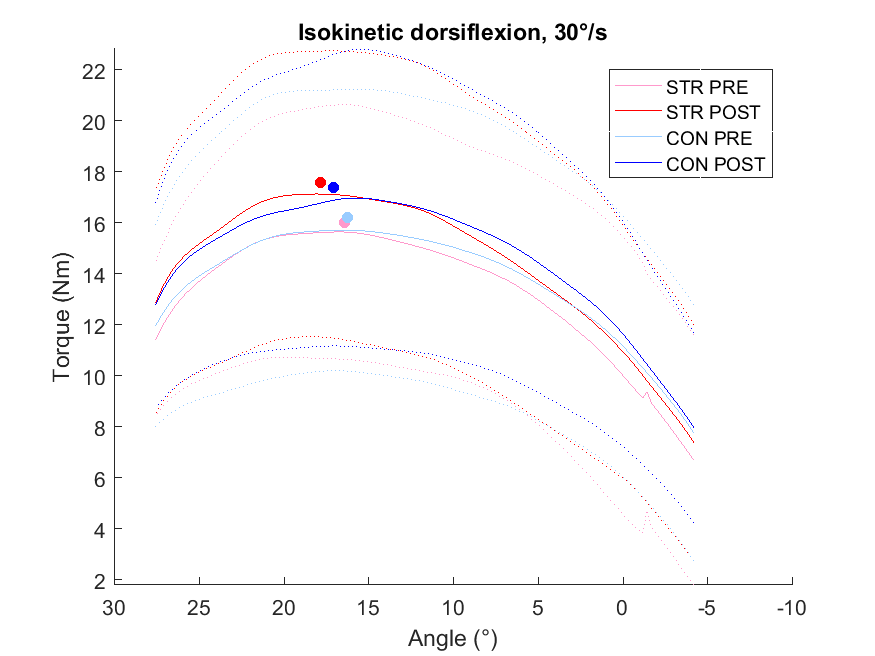 Isokinetic dorsiflexion, 30°/s
STR PRE
STR POST
CON PRE
CON POST
Torque (Nm)
22
20
18
16
14
12
10
8
6
4
2
30 25 20 15 10 5 0 -5 -10
Angle (°)